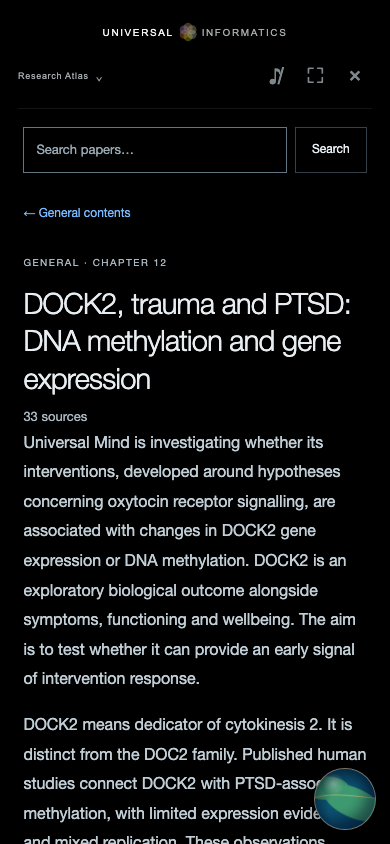 UNIVERSAL INFORMATICS
Research Atlas
Search papers...
Search
← General contents
GENERAL · CHAPTER 12
DOCK2, trauma and PTSD:
DNA methylation and gene
expression
33 sources
Universal Mind is investigating whether its
interventions, developed around hypotheses
concerning oxytocin receptor signalling, are
associated with changes in DOCK2 gene
expression or DNA methylation. DOCK2 is an
exploratory biological outcome alongside
symptoms, functioning and wellbeing. The aim
is to test whether it can provide an early signal
of intervention response.
DOCK2 means dedicator of cytokinesis 2. It is
distinct from the DOC2 family. Published human
studies connect DOCK2 with
methylation, with limited expression
and mixed replication. These observations